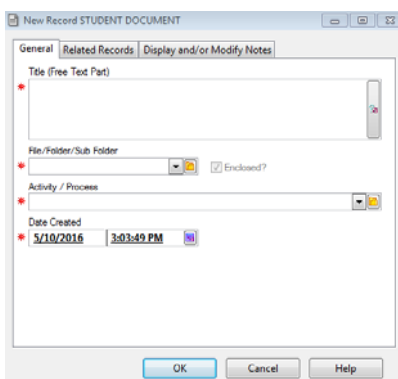 New Record STUDENT DOCUMENT
General Related Records Display and/or Modify Notes
Title (Free Text Part)
File/Folder/Sub Folder
Enclosed?
Activity / Process
Date Created
5/10/2016 3:03:49 PM
OK Cancel Help